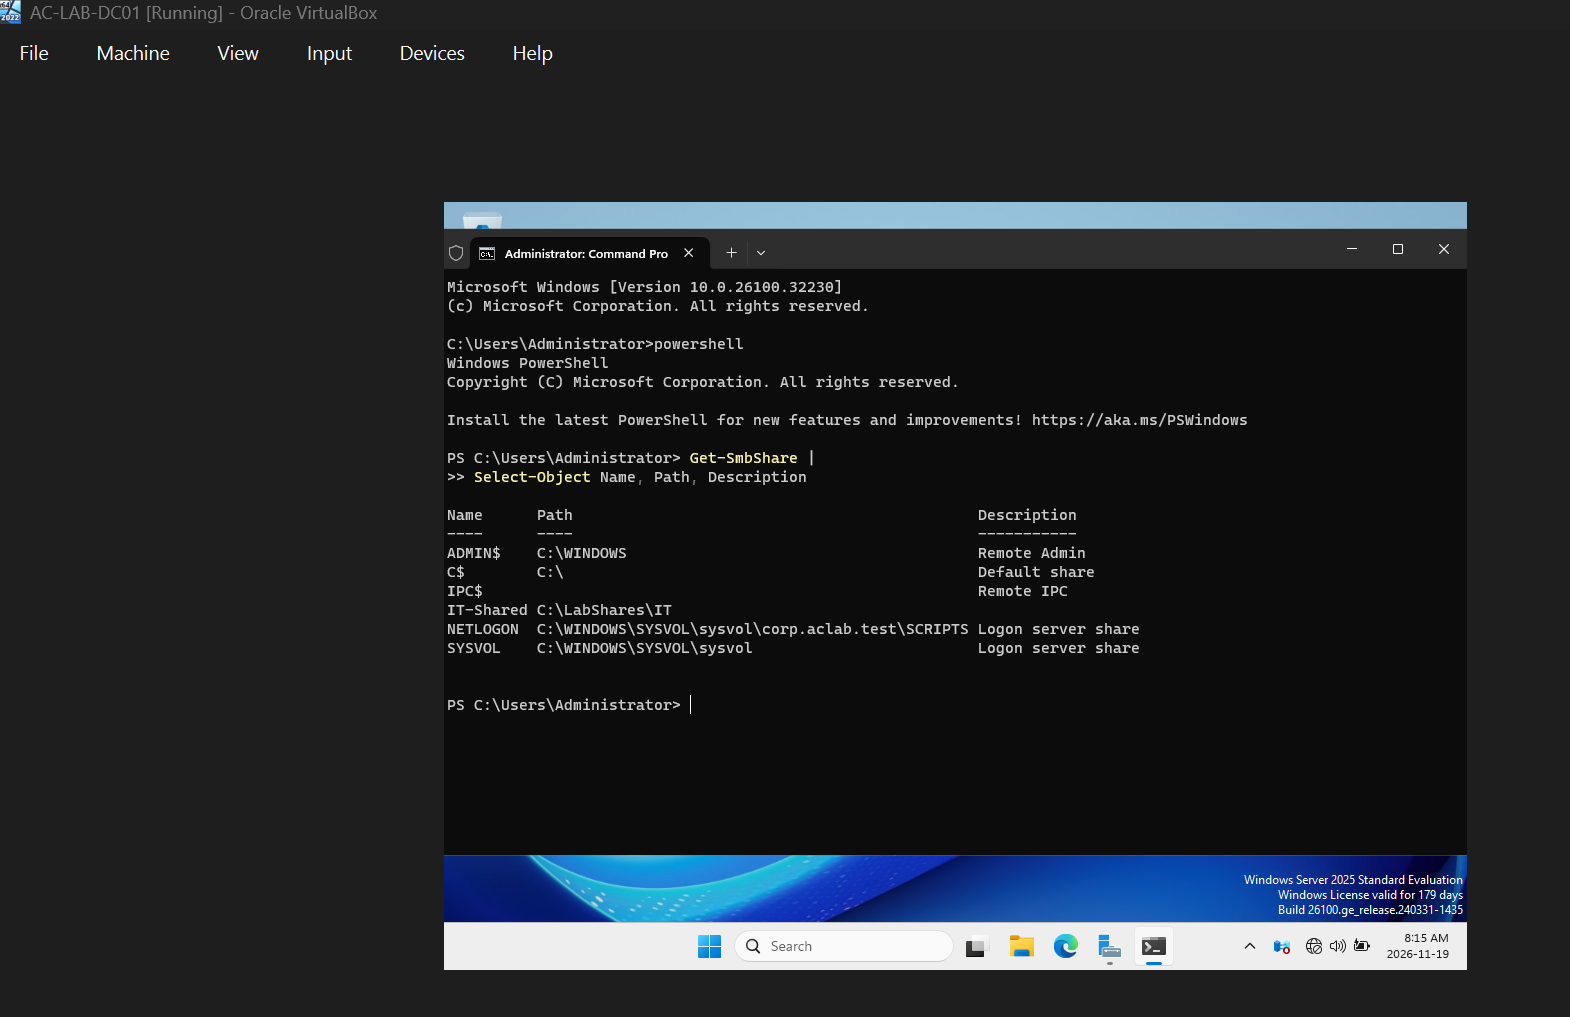 AC-LAB-DC01 [Running] - Oracle VirtualBox
File Machine View Input Devices Help
Administrator: Command Pro
Microsoft Windows [Version 10.0.26100.32230]
(c) Microsoft Corporation. All rights reserved.
C:\Users\Administrator>powershell
Windows PowerShell
Copyright (C) Microsoft Corporation. All rights reserved.
Install the latest PowerShell for new features and improvements! https://aka.ms/PSWindows
PS C:\Users\Administrator> Get-SmbShare |
>> Select-Object Name, Path, Description
Name Path Description
---- ---- -----------
ADMIN$ C:\WINDOWS Remote Admin
C$ C:\ Default share
IPC$ Remote IPC
IT-Shared C:\LabShares\IT
NETLOGON C:\WINDOWS\SYSVOL\sysvol\corp.aclab.test\SCRIPTS Logon server share
SYSVOL C:\WINDOWS\SYSVOL\sysvol Logon server share
PS C:\Users\Administrator>
Windows Server 2025 Standard Evaluation
Windows License valid for 179 days
Build 26100.ge_release.240331-1435
Search
8:15 AM
2026-11-19